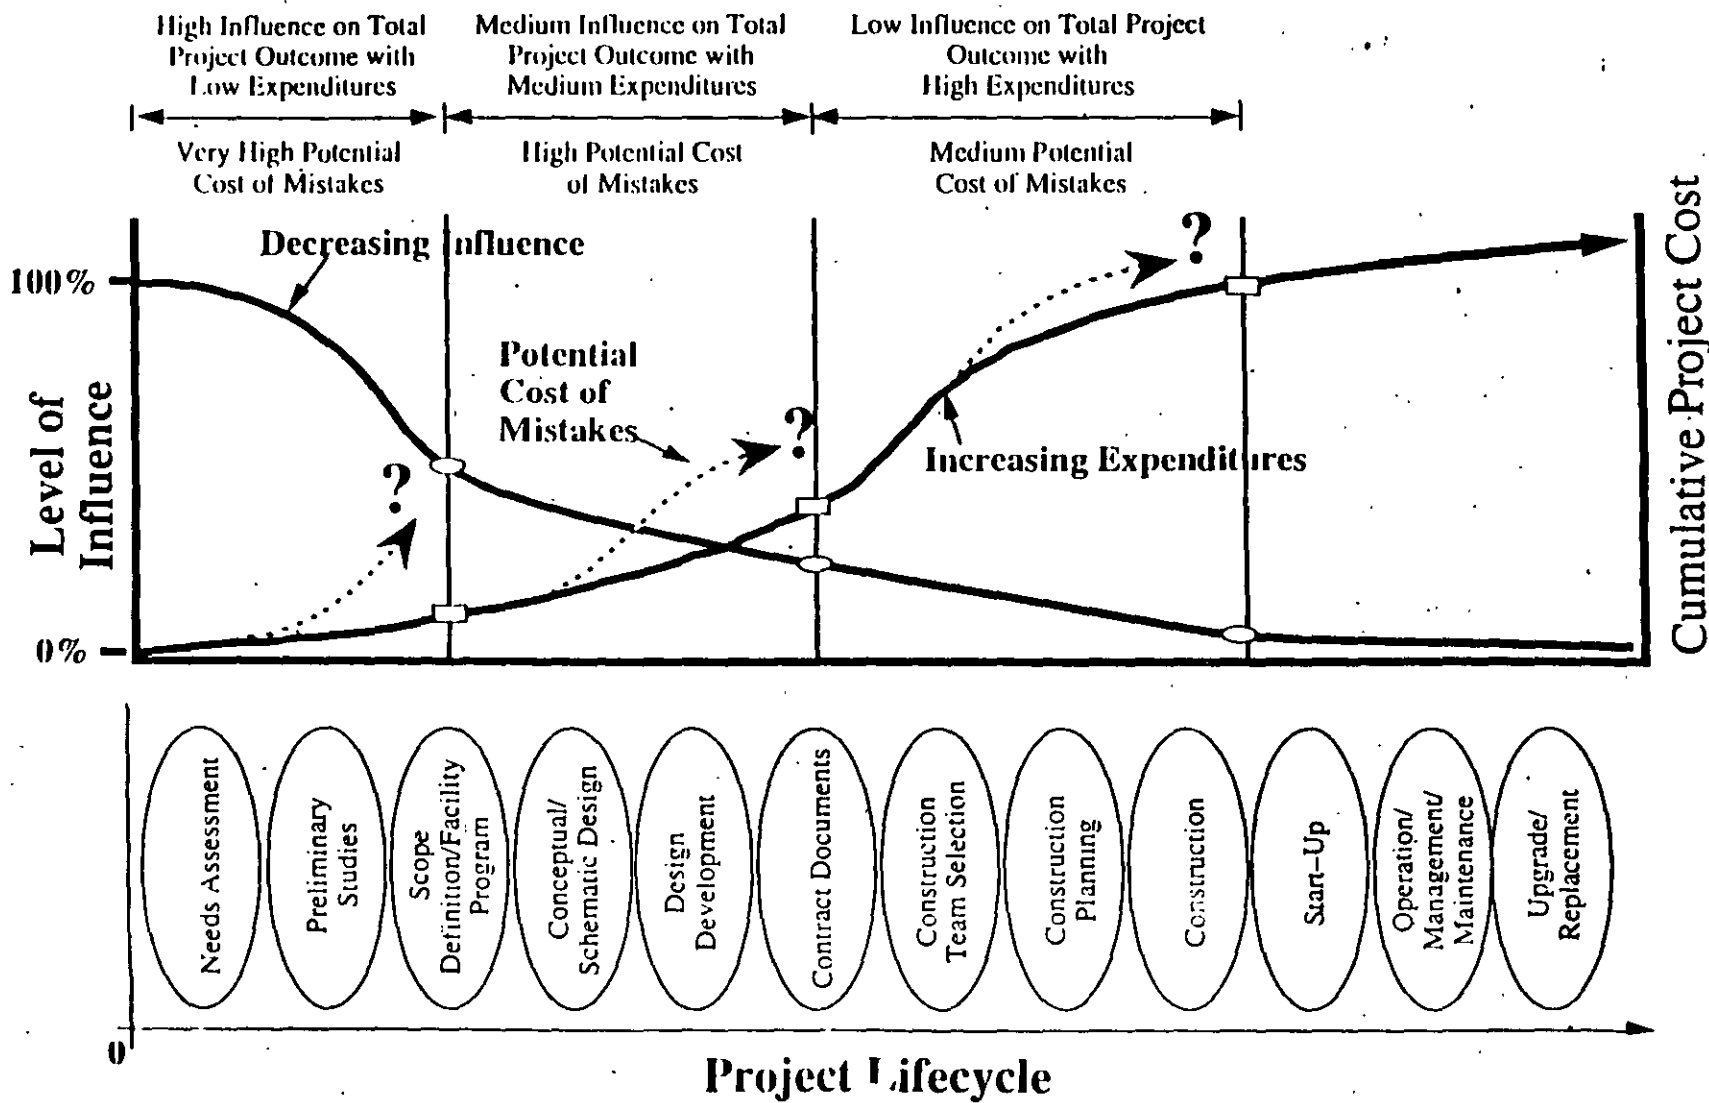 High Influence on Total
Project Outcome with
Low Expenditures
Medium Influence on Total
Project Outcome with
Medium Expenditures
Low Influence on Total Project
Outcome with
High Expenditures
Very High Potential
Cost of Mistakes
High Potential Cost
of Mistakes
Medium Potential
Cost of Mistakes
Decreasing Influence
100%
Level of
Influence
0%
?
Potential
Cost of
Mistakes
?
?
Increasing Expenditures
Cumulative Project Cost
Needs Assessment
Preliminary
Studies
Scope
Definition/Facility
Program
Conceptual/
Schematic Design
Design
Development
Contract Documents
Construction
Team Selection
Construction
Planning
Construction
Start-Up
Operation/
Management/
Maintenance
Upgrade/
Replacement
0
Project Lifecycle